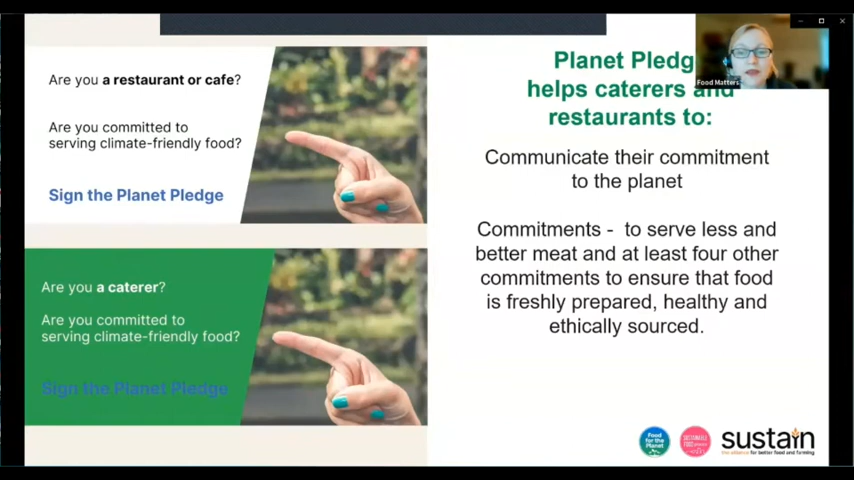 Are you a restaurant or cafe?
Are you committed to
serving climate-friendly food?
Sign the Planet Pledge
Are you a caterer?
Are you committed to
serving climate-friendly food?
Sign the Planet Pledge
Planet Pledg
helps caterers and
restaurants to:
Communicate their commitment
to the planet
Commitments - to serve less and
better meat and at least four other
commitments to ensure that food
is freshly prepared, healthy and
ethically sourced.
Food Matters
Food
for the
Planet
SUSTAINABLE
FOOD
sustain
the alliance for better food and farming